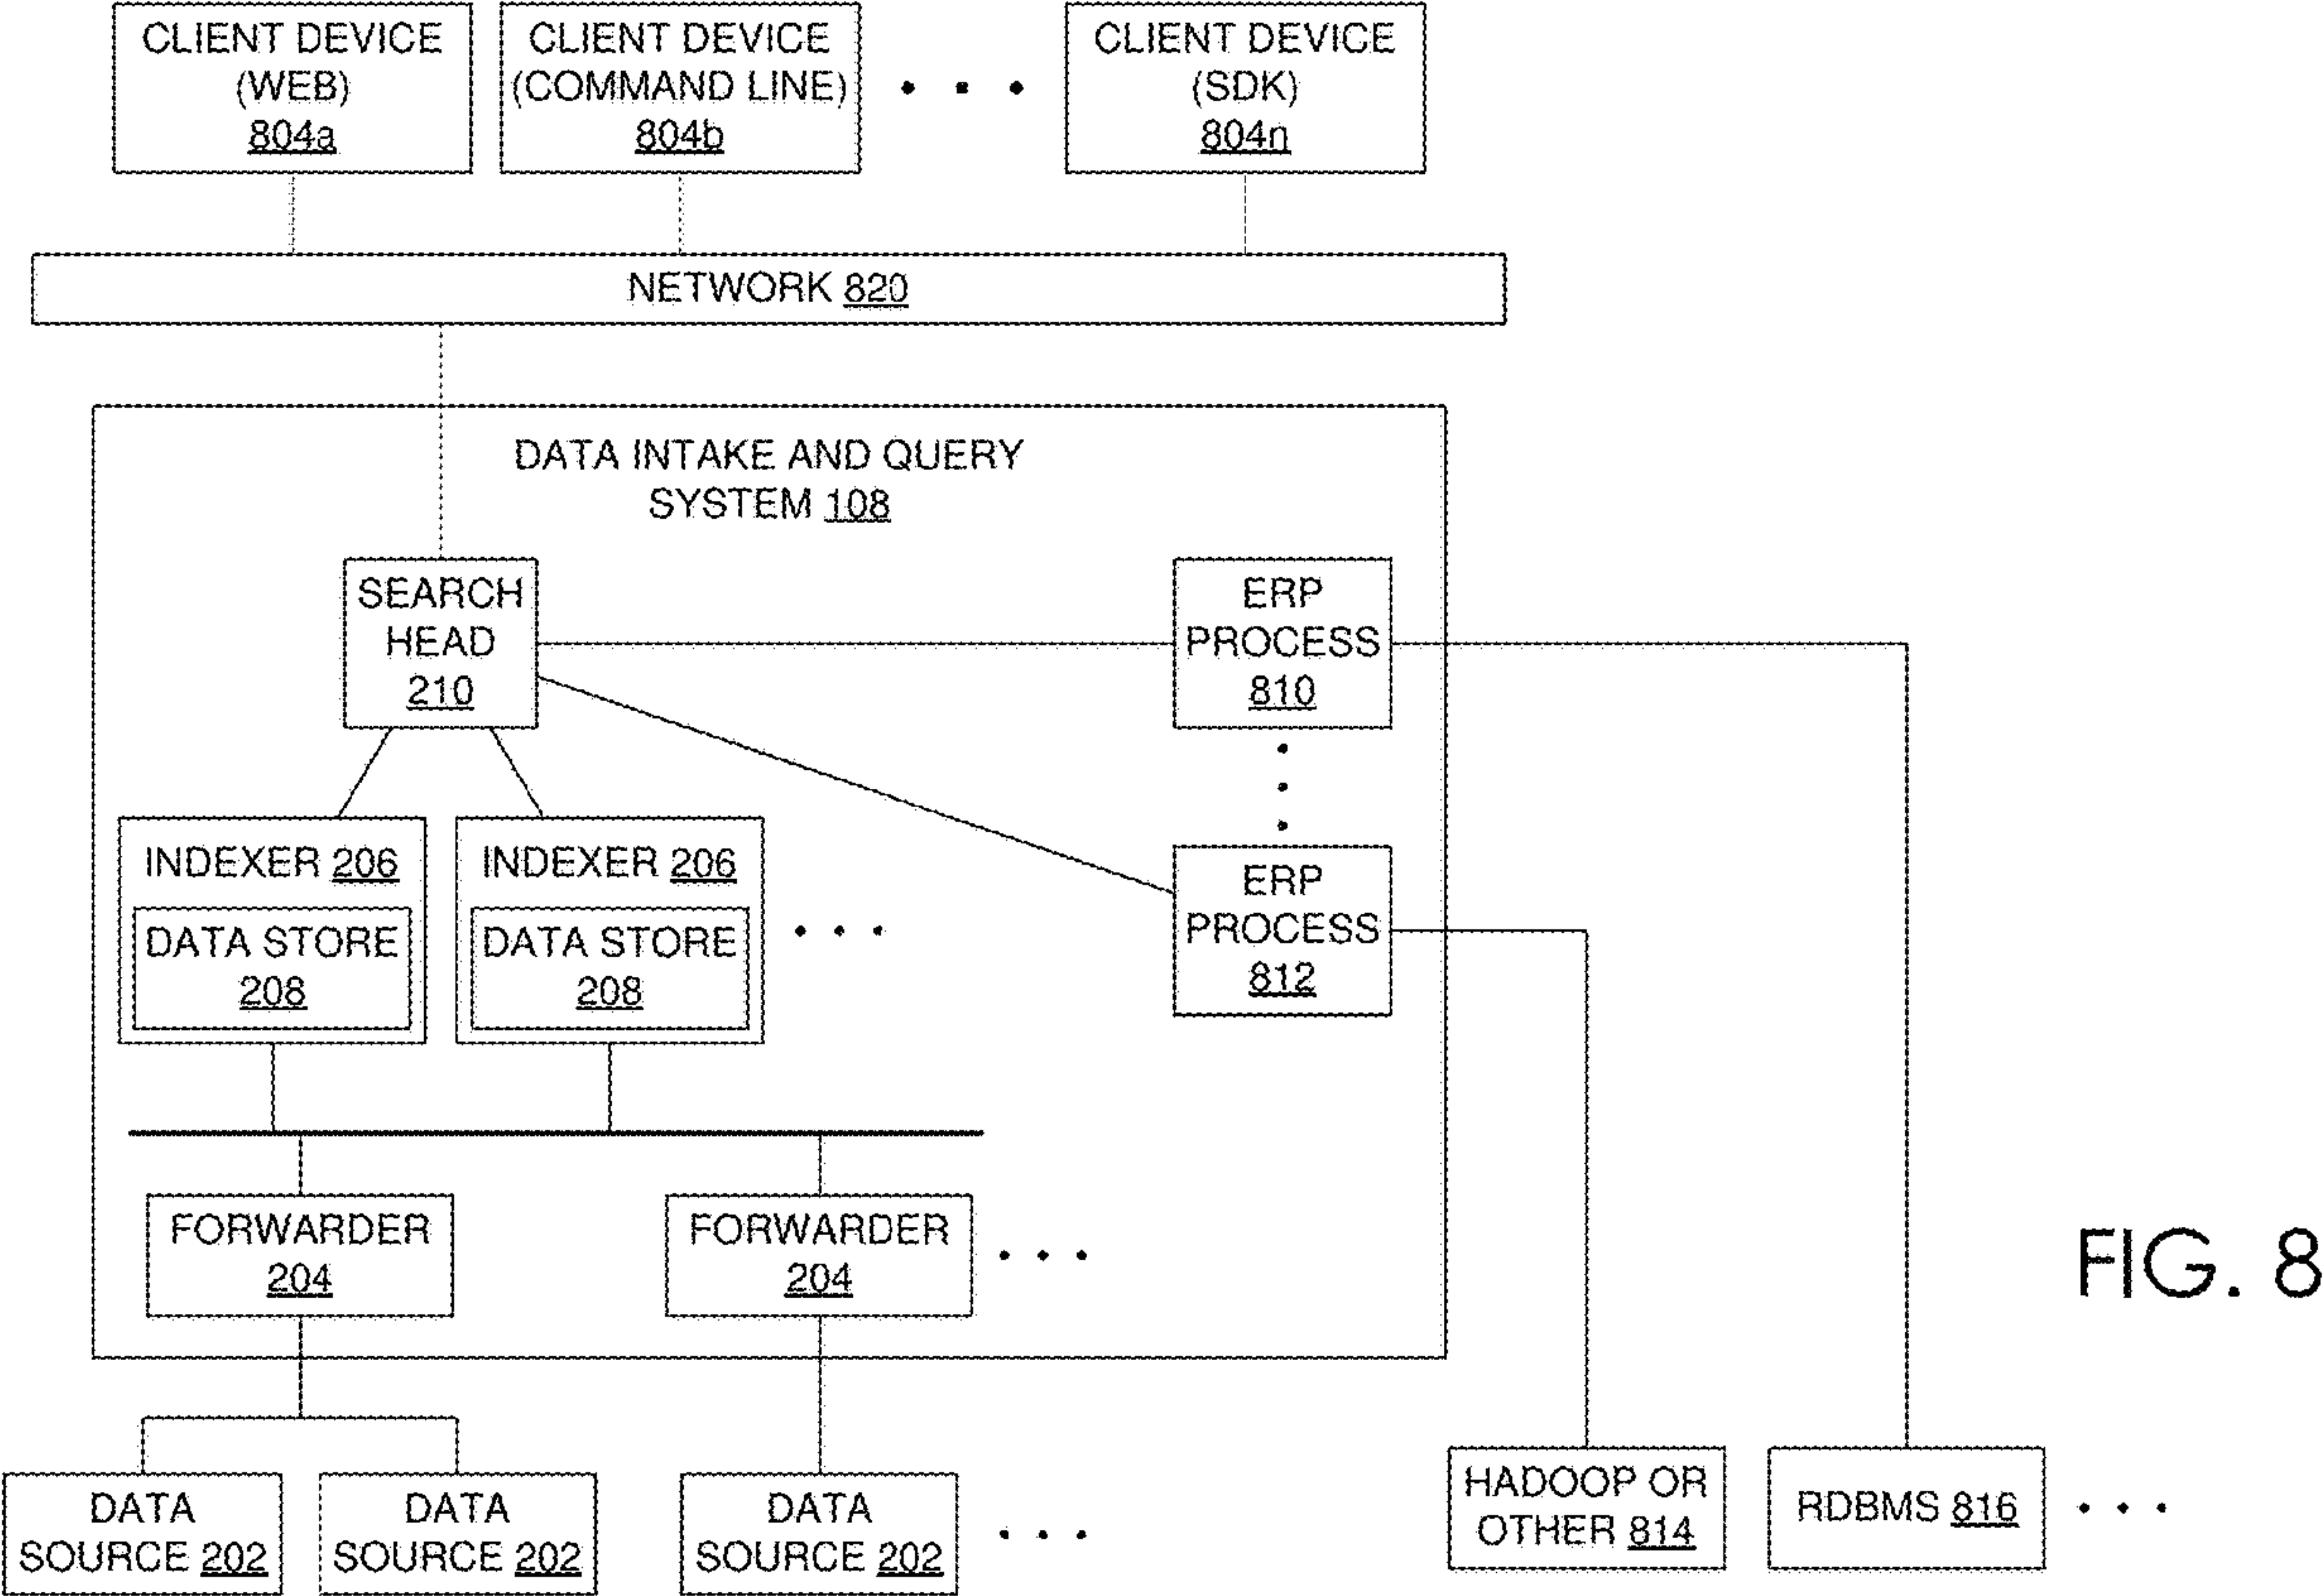 CLIENT DEVICE
(WEB)
804a
CLIENT DEVICE
(COMMAND LINE)
804b
CLIENT DEVICE
(SDK)
804n
NETWORK 820
DATA INTAKE AND QUERY
SYSTEM 108
SEARCH
HEAD
210
ERP
PROCESS
810
INDEXER 206
DATA STORE
208
INDEXER 206
DATA STORE
208
ERP
PROCESS
812
FORWARDER
204
FORWARDER
204
FIG. 8
DATA
SOURCE 202
DATA
SOURCE 202
DATA
SOURCE 202
HADOOP OR
OTHER 814
RDBMS 816